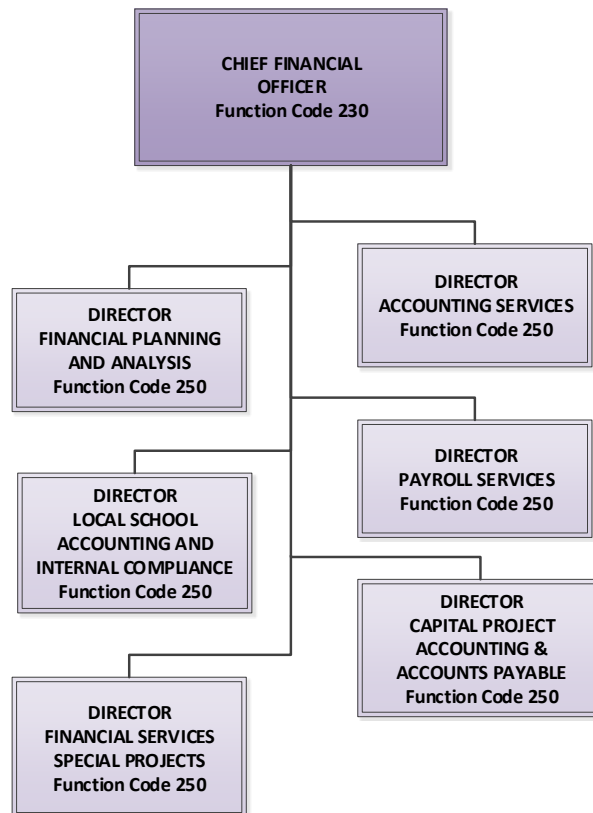 CHIEF FINANCIAL
OFFICER
Function Code 230
DIRECTOR
ACCOUNTING SERVICES
Function Code 250
DIRECTOR
FINANCIAL PLANNING
AND ANALYSIS
Function Code 250
DIRECTOR
PAYROLL SERVICES
Function Code 250
DIRECTOR
LOCAL SCHOOL
ACCOUNTING AND
INTERNAL COMPLIANCE
Function Code 250
DIRECTOR
CAPITAL PROJECT
ACCOUNTING &
ACCOUNTS PAYABLE
Function Code 250
DIRECTOR
FINANCIAL SERVICES
SPECIAL PROJECTS
Function Code 250